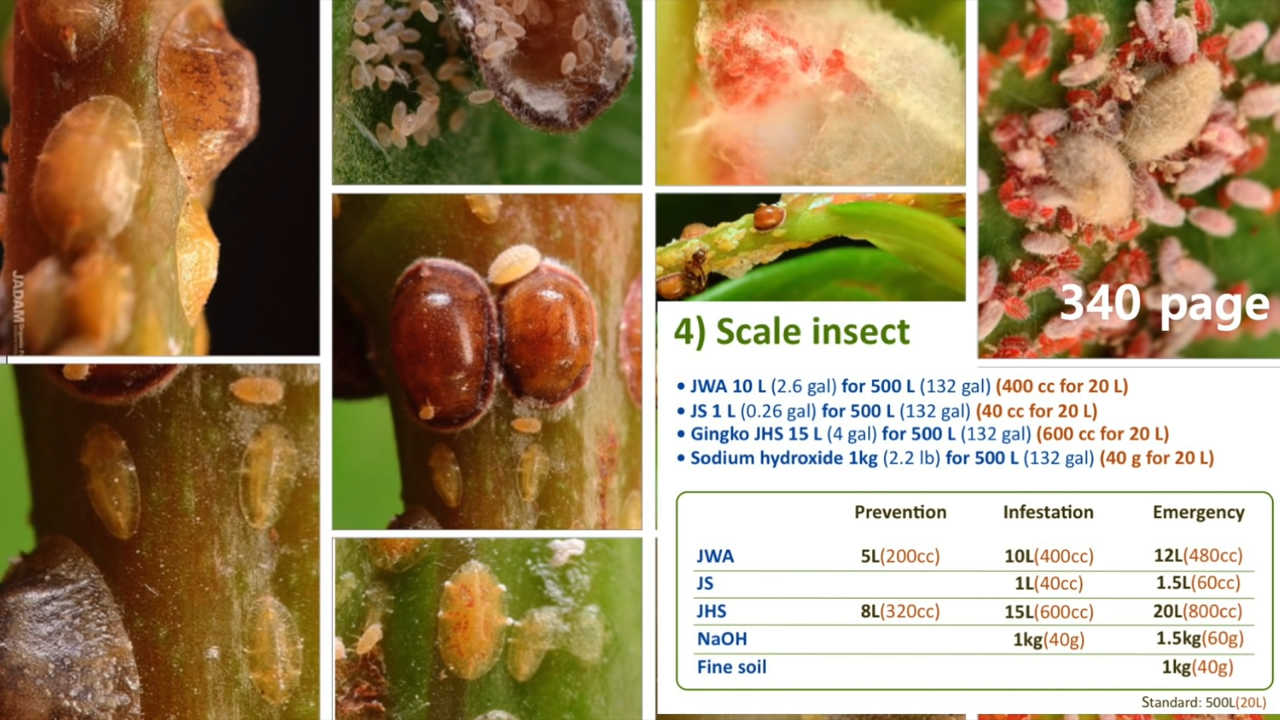 JADAM
340 page
4) Scale insect
• JWA 10 L (2.6 gal) for 500 L (132 gal) (400 cc for 20 L)
• JS 1 L (0.26 gal) for 500 L (132 gal) (40 cc for 20 L)
• Gingko JHS 15 L (4 gal) for 500 L (132 gal) (600 cc for 20 L)
• Sodium hydroxide 1kg (2.2 lb) for 500 L (132 gal) (40 g for 20 L)
Prevention Infestation Emergency
JWA 5L(200cc) 10L(400cc) 12L(480cc)
JS 1L(40cc) 1.5L(60cc)
JHS 8L(320cc) 15L(600cc) 20L(800cc)
NaOH 1kg(40g) 1.5kg(60g)
Fine soil 1kg(40g)
Standard: 500L(20L)